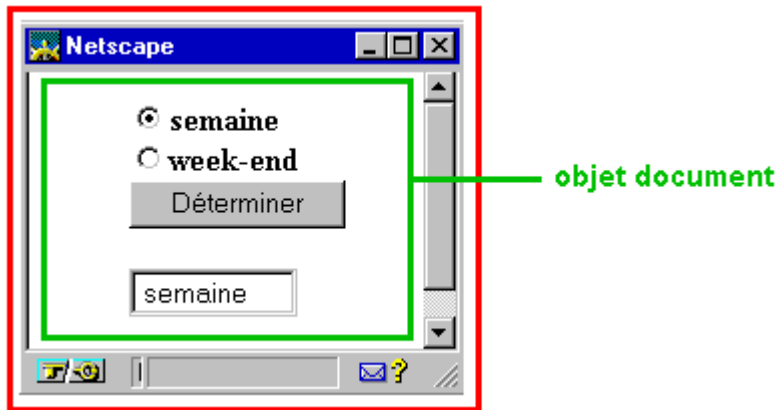 Netscape
semaine
week-end
Déterminer
objet document
semaine